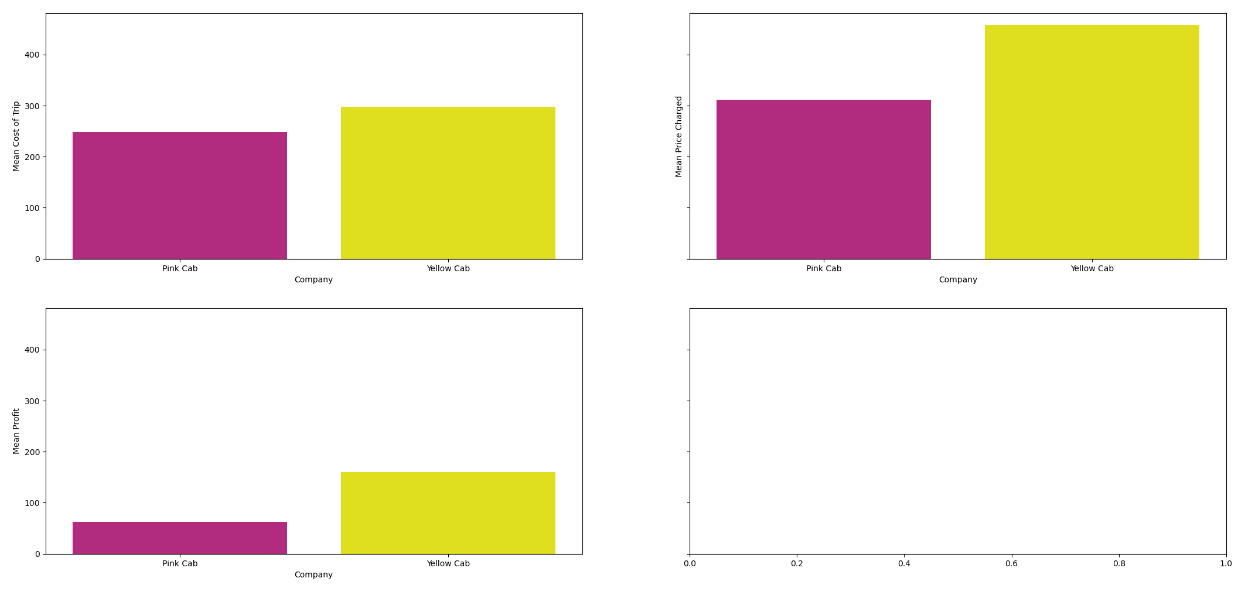 400
300
200
100
0
Mean Cost of Trip
Pink Cab Yellow Cab
Company
Mean Price Charged
Pink Cab Yellow Cab
Company
400
300
200
100
0
Mean Profit
Pink Cab Yellow Cab
Company
0.0 0.2 0.4 0.6 0.8 1.0